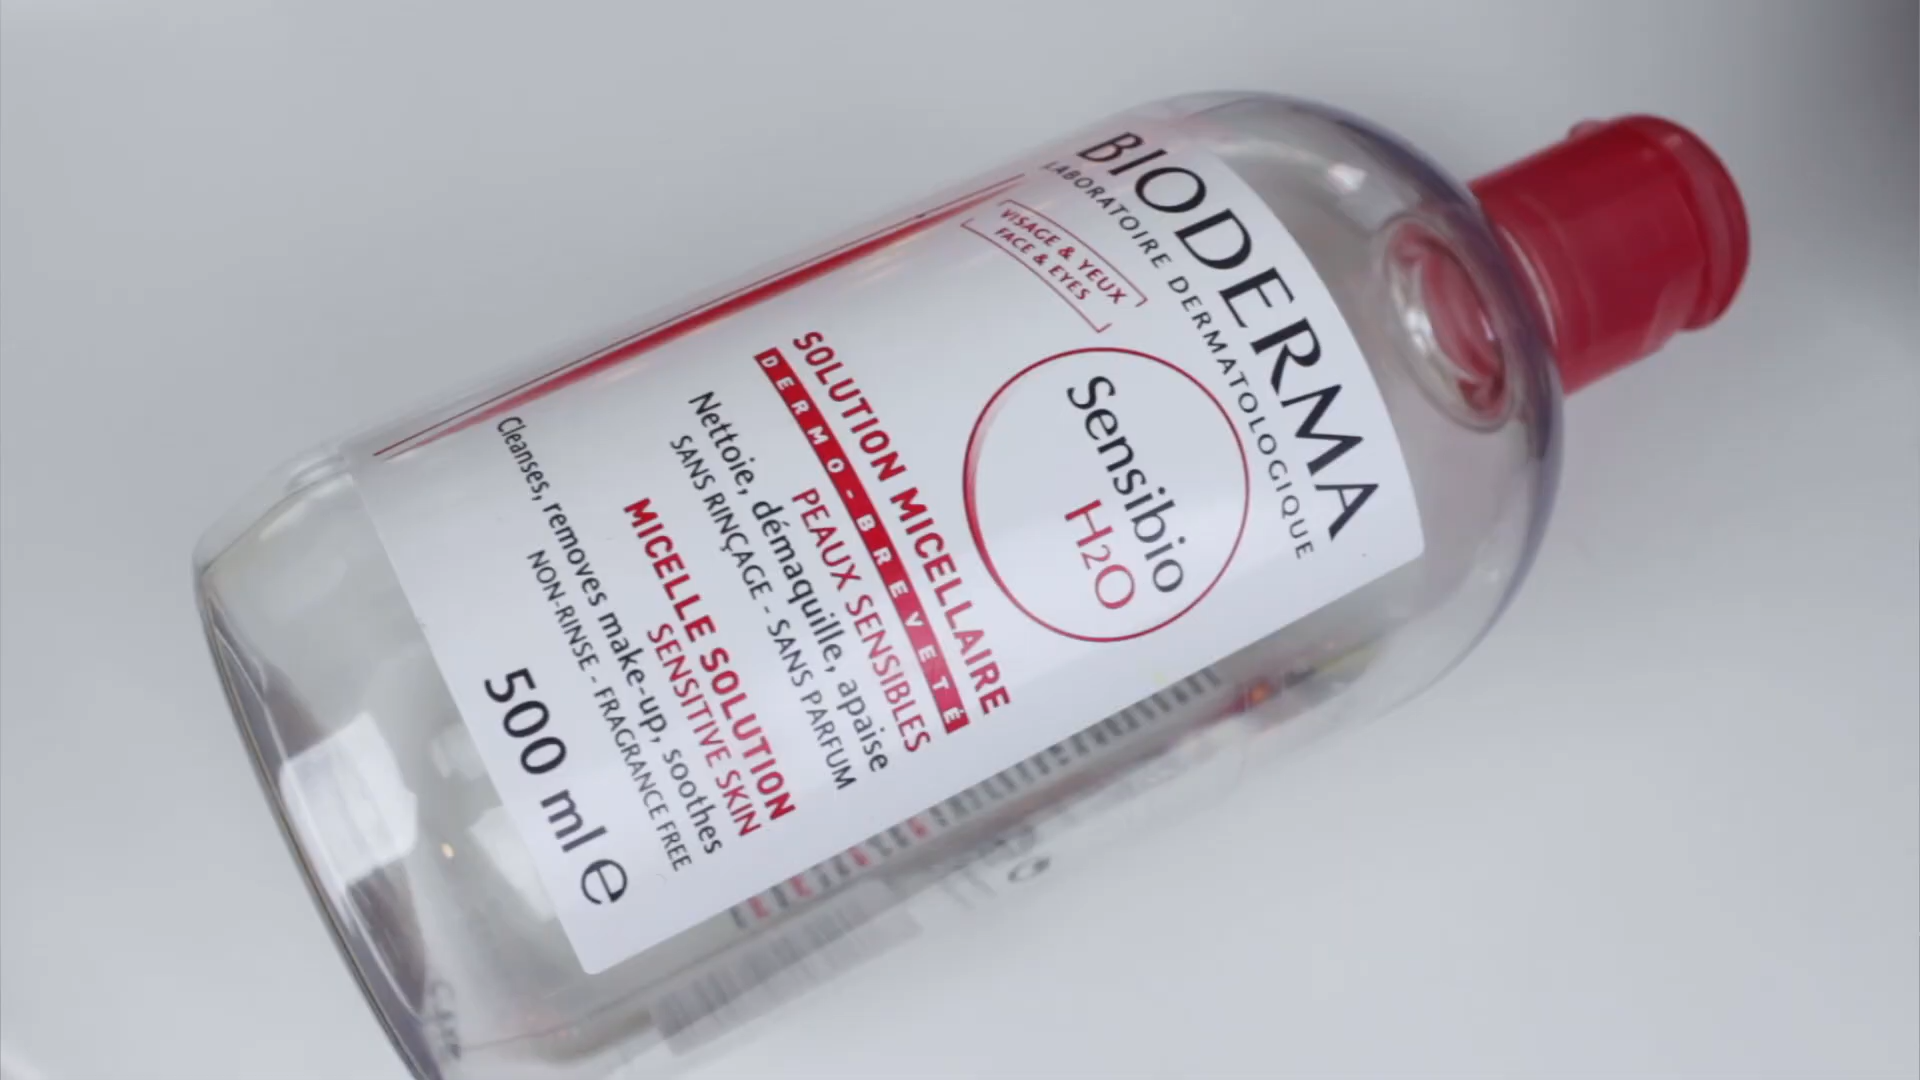 BIODERMA
LABORATOIRE DERMATOLOGIQUE
VISAGE & YEUX
FACE & EYES
Sensibio
H2O
SOLUTION MICELLAIRE
DERMO-BREVETÉ
PEAUX SENSIBLES
Nettoie, démaquille, apaise
SANS RINÇAGE - SANS PARFUM
MICELLE SOLUTION
SENSITIVE SKIN
Cleanses, removes make-up, soothes
NON-RINSE - FRAGRANCE FREE
500 ml e